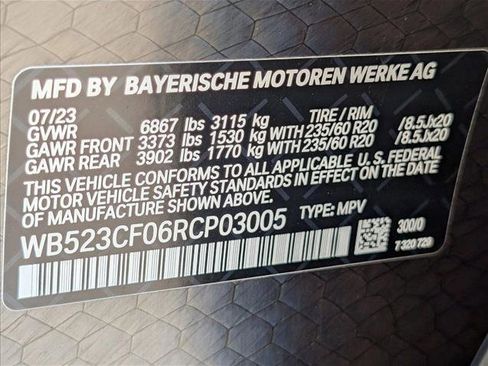 MFD BY BAYERISCHE MOTOREN WERKE AG
07/23 TIRE / RIM
GVWR 6867 lbs 3115 kg
GAWR FRONT 3373 lbs 1530 kg WITH 235/60 R20 /8.5Jx20
GAWR REAR 3902 lbs 1770 kg WITH 235/60 R20 /8.5Jx20
THIS VEHICLE CONFORMS TO ALL APPLICABLE U.S. FEDERAL
MOTOR VEHICLE SAFETY STANDARDS IN EFFECT ON THE
DATE OF MANUFACTURE SHOWN ABOVE.
WB523CF06RCP03005 TYPE: MPV
300/0
7 320 729